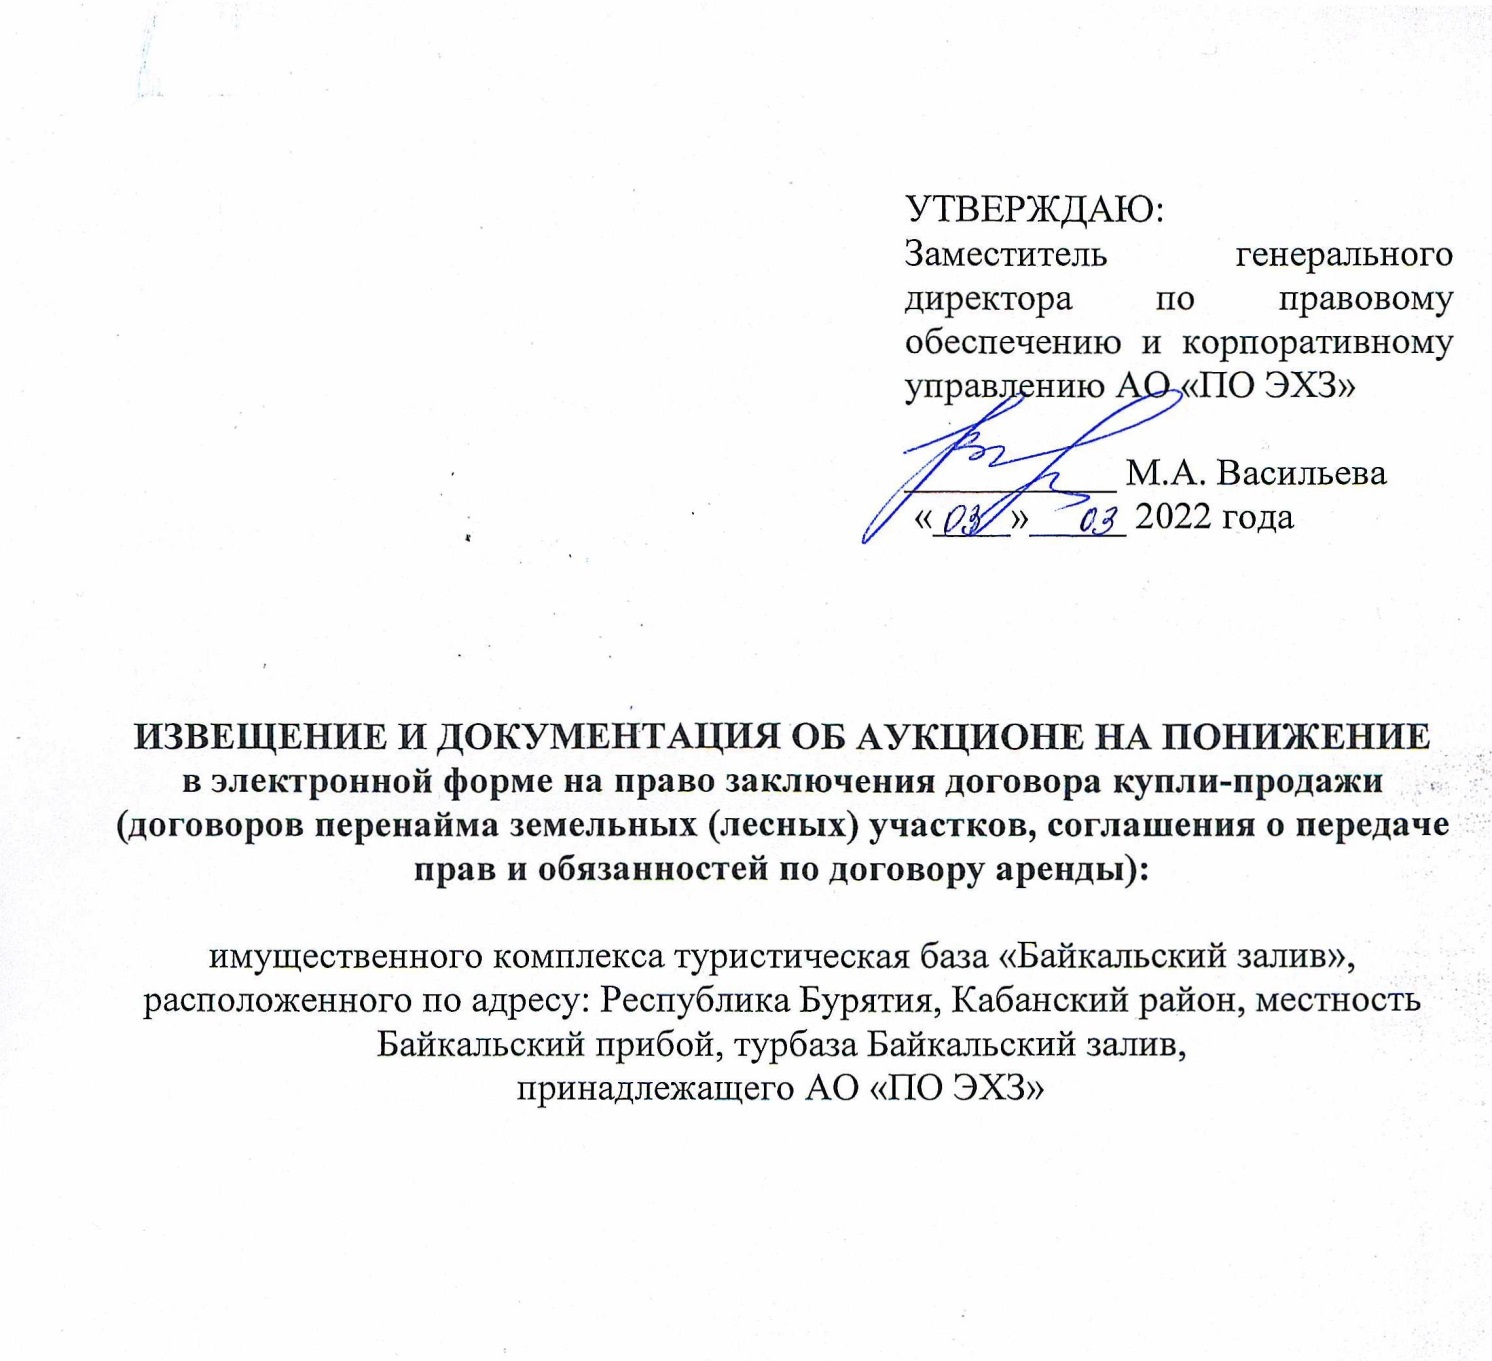 УТВЕРЖДАЮ:
Заместитель генерального
директора по правовому
обеспечению и корпоративному
управлению АО «ПО ЭХЗ»
М.А. Васильева
«03» 03 2022 года
ИЗВЕЩЕНИЕ И ДОКУМЕНТАЦИЯ ОБ АУКЦИОНЕ НА ПОНИЖЕНИЕ
в электронной форме на право заключения договора купли-продажи
(договоров перенайма земельных (лесных) участков, соглашения о передаче
прав и обязанностей по договору аренды):
имущественного комплекса туристическая база «Байкальский залив»,
расположенного по адресу: Республика Бурятия, Кабанский район, местность
Байкальский прибой, турбаза Байкальский залив,
принадлежащего АО «ПО ЭХЗ»